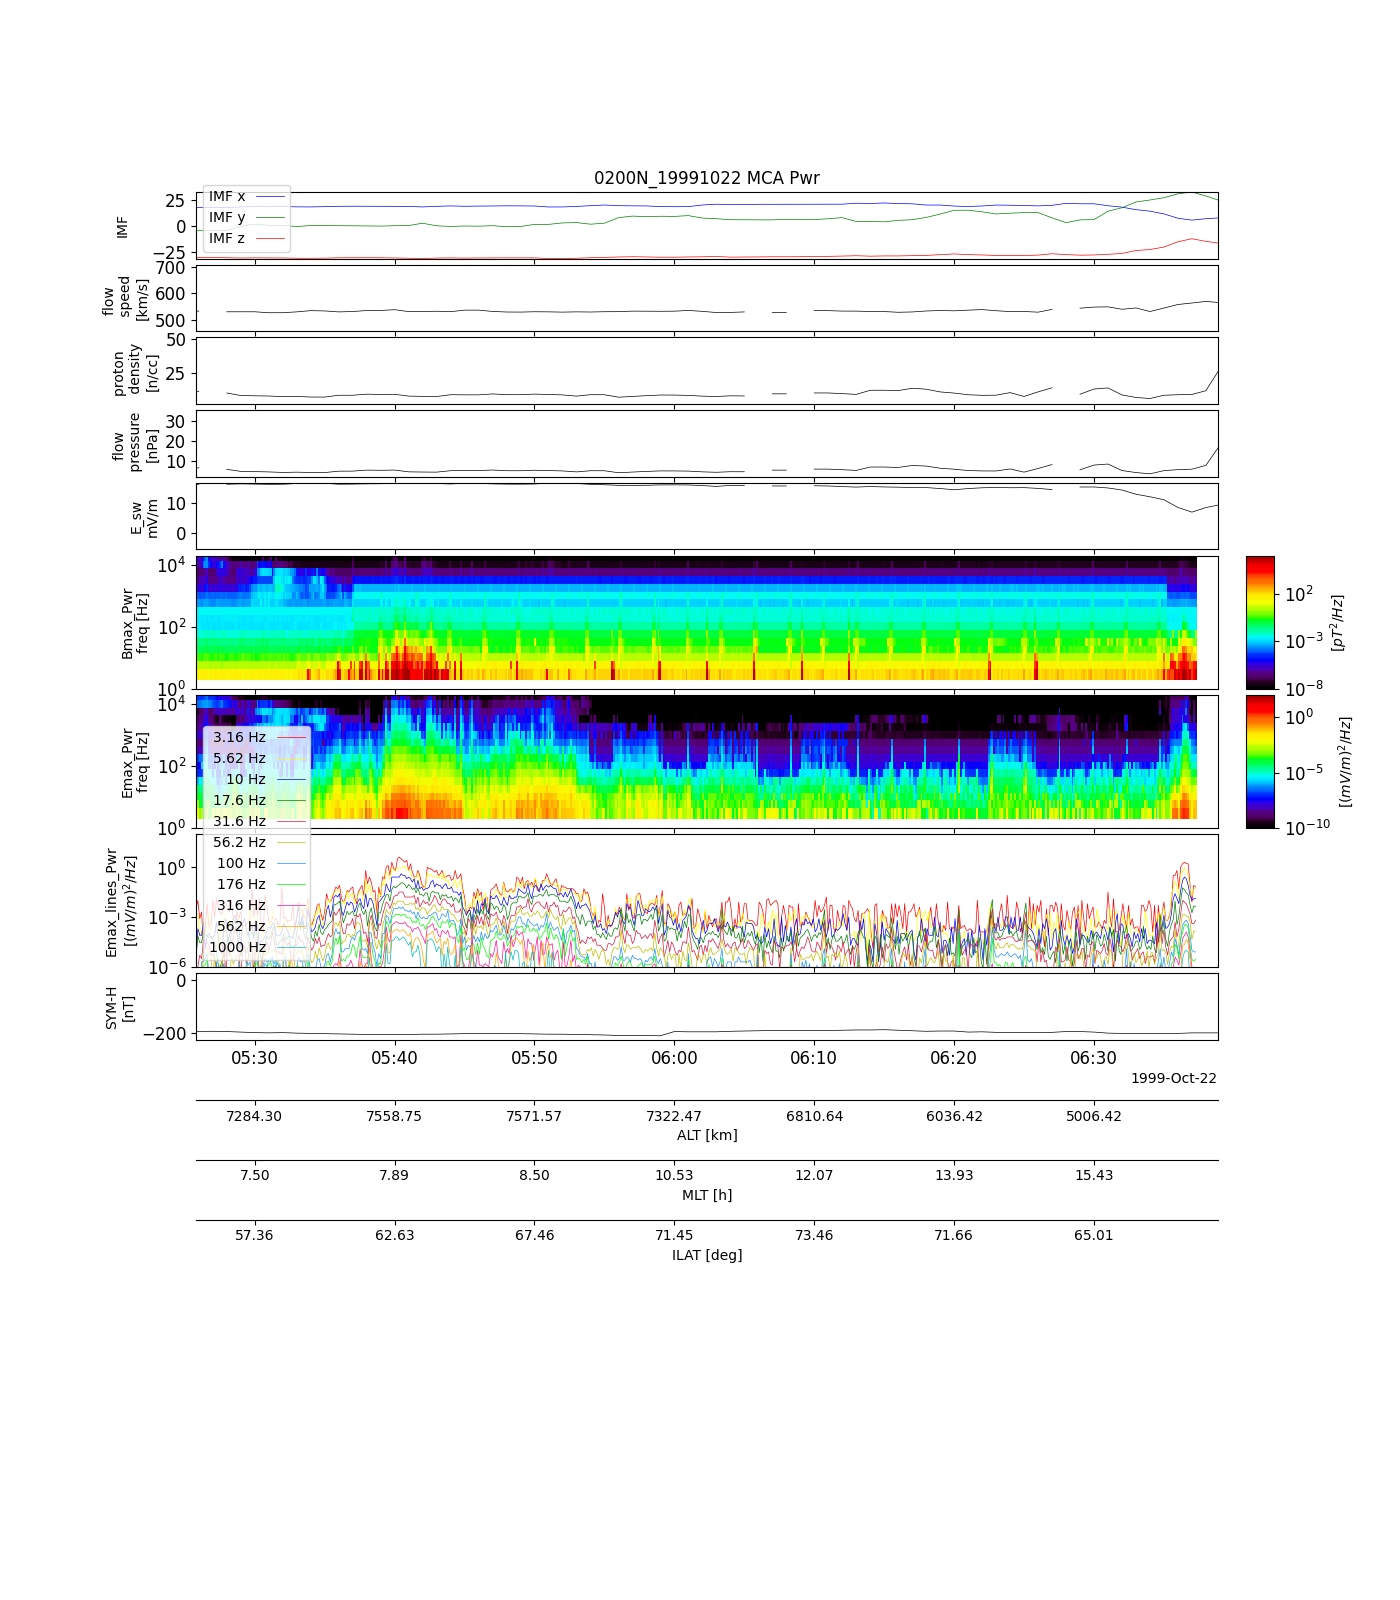 0200N_19991022 MCA Pwr
IMF
25
0
−25
IMF x
IMF y
IMF z
flow
speed
[km/s]
700
600
500
proton
density
[n/cc]
50
25
flow
pressure
[nPa]
30
20
10
E_sw
mV/m
10
0
Bmax_Pwr
freq [Hz]
10^4
10^2
10^0
10^2
10^−3
10^−8
[pT^2/Hz]
Emax_Pwr
freq [Hz]
10^4
10^2
10^0
10^0
10^−5
10^−10
[(mV/m)^2/Hz]
3.16 Hz
5.62 Hz
10 Hz
17.6 Hz
31.6 Hz
56.2 Hz
100 Hz
176 Hz
316 Hz
562 Hz
1000 Hz
Emax_lines_Pwr
[(mV/m)^2/Hz]
10^0
10^−3
10^−6
SYM-H
[nT]
0
−200
05:30 05:40 05:50 06:00 06:10 06:20 06:30
1999-Oct-22
7284.30 7558.75 7571.57 7322.47 6810.64 6036.42 5006.42
ALT [km]
7.50 7.89 8.50 10.53 12.07 13.93 15.43
MLT [h]
57.36 62.63 67.46 71.45 73.46 71.66 65.01
ILAT [deg]